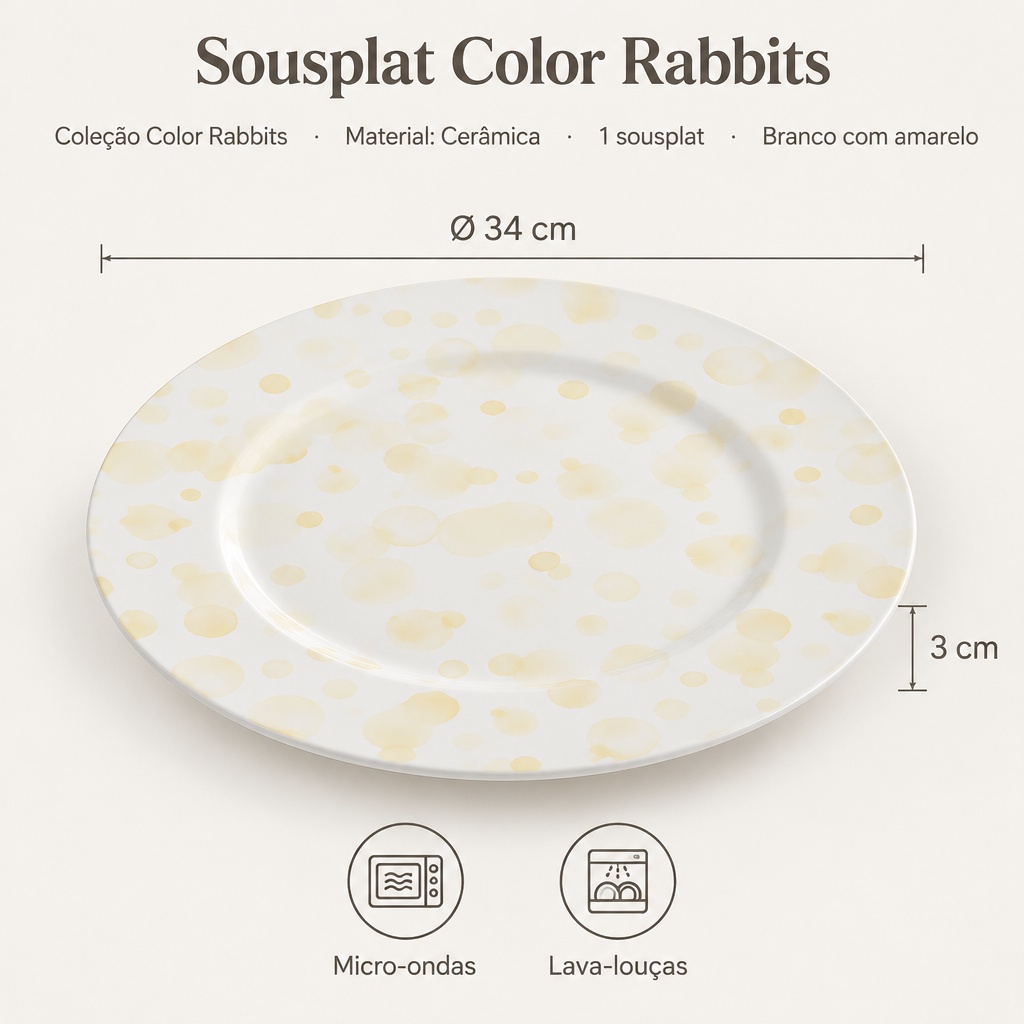 Sousplat Color Rabbits
Coleção Color Rabbits · Material: Cerâmica · 1 sousplat · Branco com amarelo
Ø 34 cm
3 cm
Micro-ondas
Lava-louças